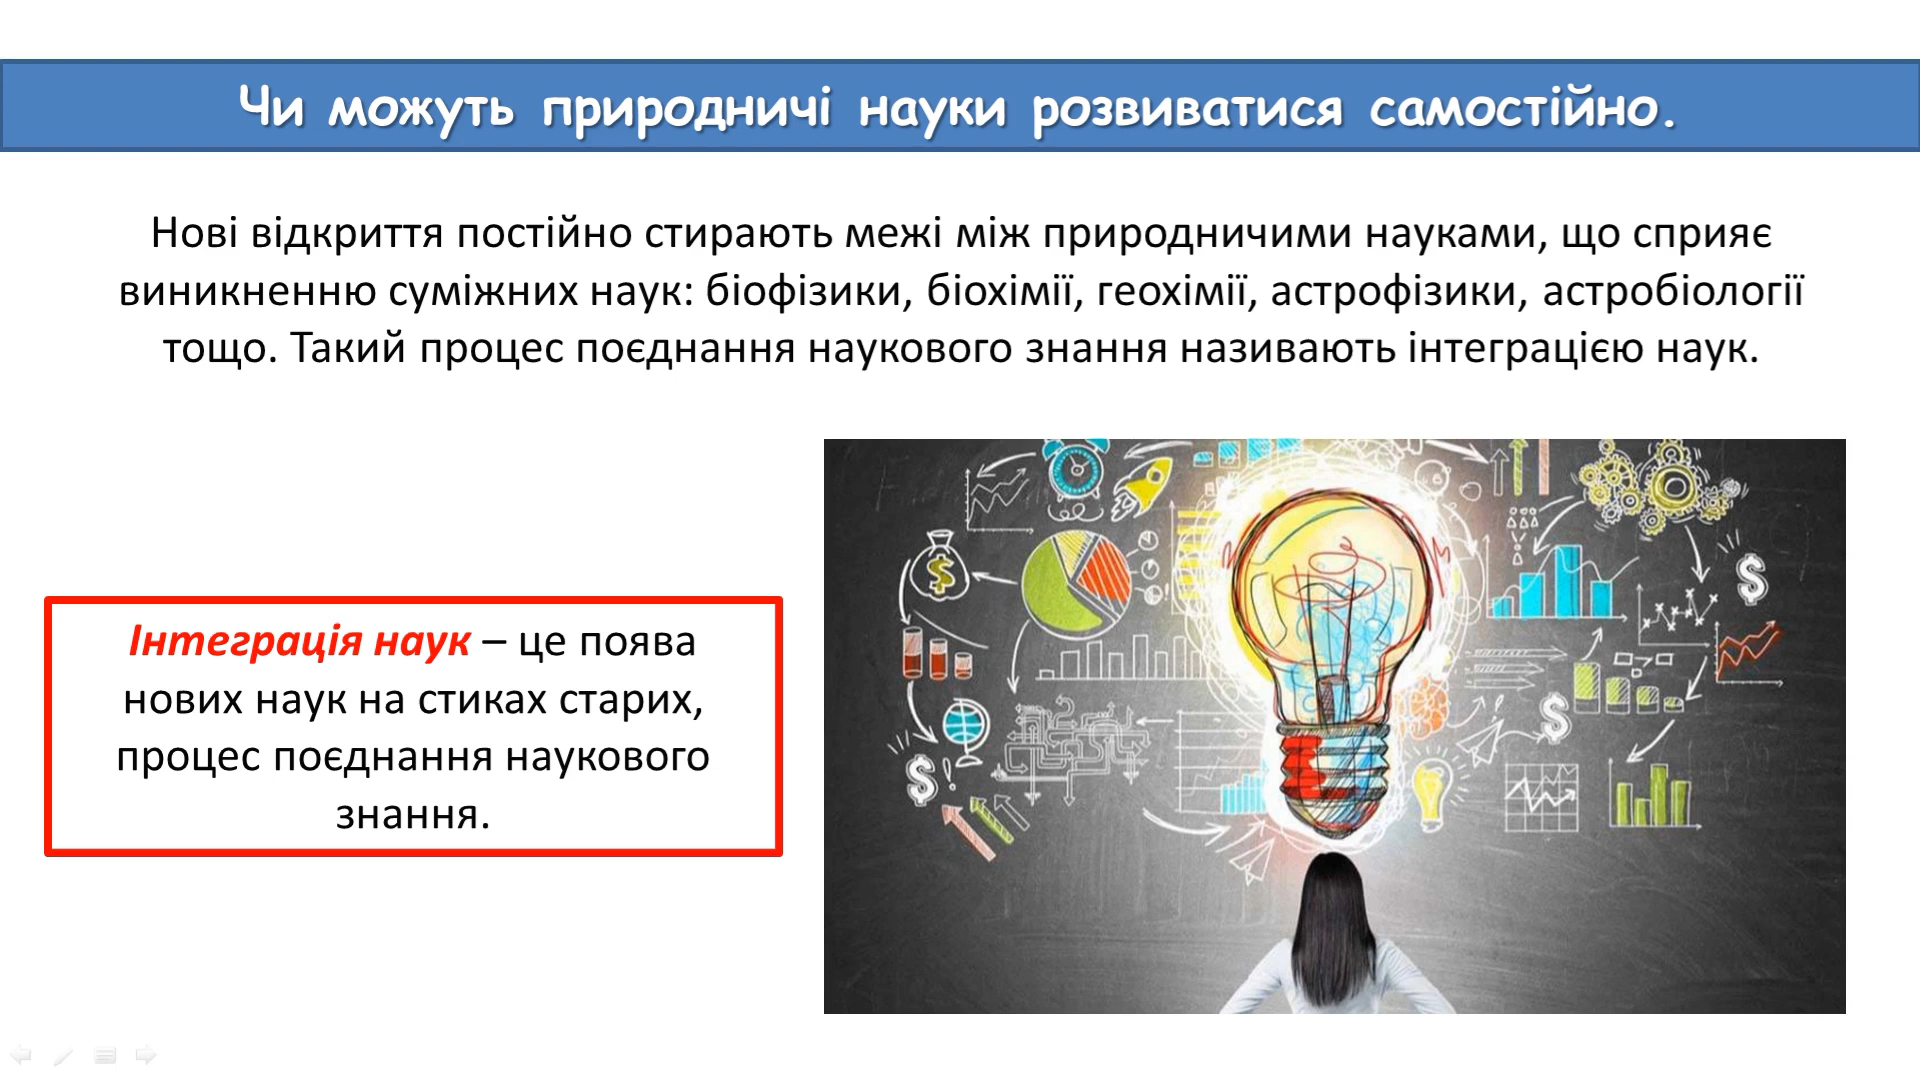 Чи можуть природничі науки розвиватися самостійно.
Нові відкриття постійно стирають межі між природничими науками, що сприяє
виникненню суміжних наук: біофізики, біохімії, геохімії, астрофізики, астробіології
тощо. Такий процес поєднання наукового знання називають інтеграцією наук.
Інтеграція наук – це поява
нових наук на стиках старих,
процес поєднання наукового
знання.
$
$
$
$